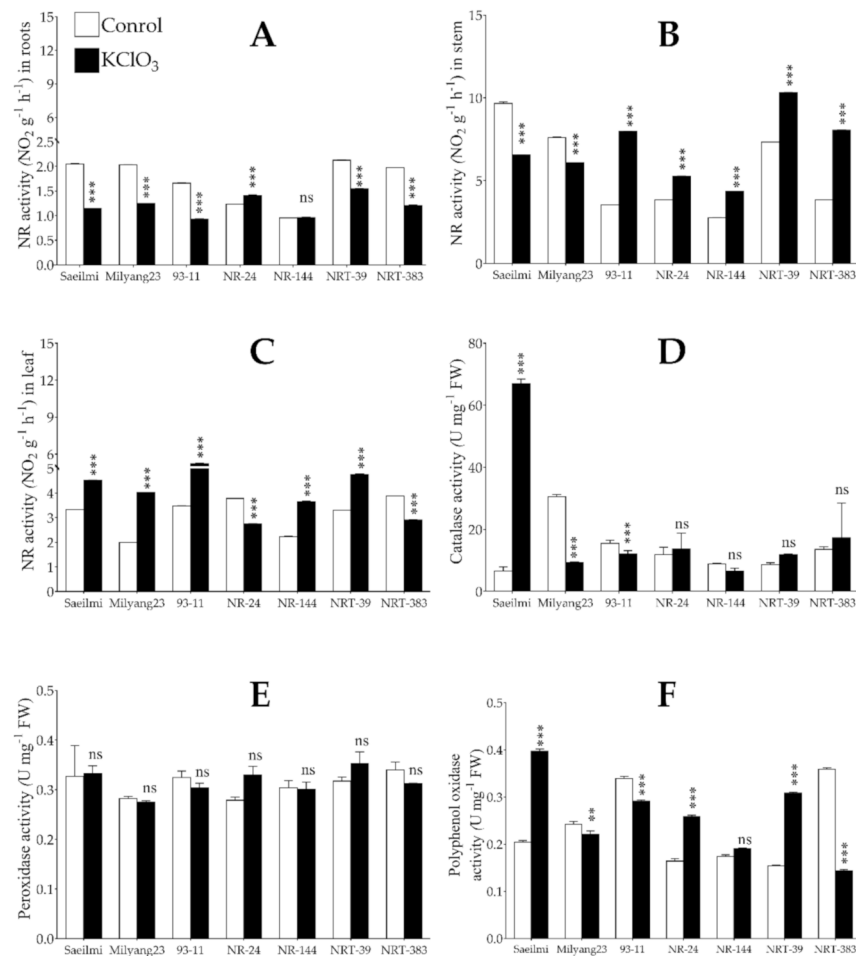 Conrol
KClO3
A
NR activity (NO2 g-1 h-1) in roots
15
12
9
6
2.5
2.0
1.5
1.0
0.5
0.0
***
***
***
***
ns
***
***
Saeilmi Milyang23 93-11 NR-24 NR-144 NRT-39 NRT-383
B
NR activity (NO2 g-1 h-1) in stem
15
10
5
0
***
***
***
***
***
***
***
Saeilmi Milyang23 93-11 NR-24 NR-144 NRT-39 NRT-383
C
NR activity (NO2 g-1 h-1) in leaf
15
12
9
6
5
4
3
2
1
0
***
***
***
***
***
***
***
Saeilmi Milyang23 93-11 NR-24 NR-144 NRT-39 NRT-383
D
Catalase activity (U mg-1 FW)
80
60
40
20
0
***
***
***
ns
ns
ns
ns
Saeilmi Milyang23 93-11 NR-24 NR-144 NRT-39 NRT-383
E
Peroxidase activity (U mg-1 FW)
0.5
0.4
0.3
0.2
0.1
0.0
ns
ns
ns
ns
ns
ns
ns
Saeilmi Milyang23 93-11 NR-24 NR-144 NRT-39 NRT-383
F
Polyphenol oxidase
activity (U mg-1 FW)
0.5
0.4
0.3
0.2
0.1
0.0
***
**
***
***
ns
***
***
Saeilmi Milyang23 93-11 NR-24 NR-144 NRT-39 NRT-383